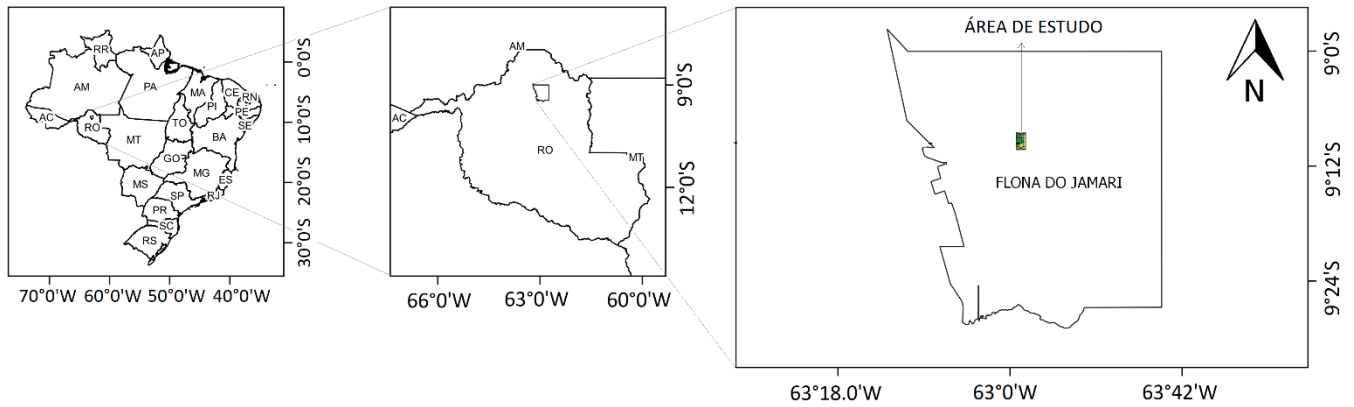 RR
AP
AM
PA
MA
CE
RN
PI
PE
SE
AC
RO
TO
BA
MT
GO
MG
MS
ES
SP
RJ
PR
SC
RS
0°0'S
10°0'S
20°0'S
30°0'S
70°0'W 60°0'W 50°0'W 40°0'W
AM
AC
RO
MT
9°0'S
12°0'S
66°0'W 63°0'W 60°0'W
ÁREA DE ESTUDO
N
FLONA DO JAMARI
9°0'S
9°12'S
9°24'S
63°18.0'W 63°0'W 63°42'W